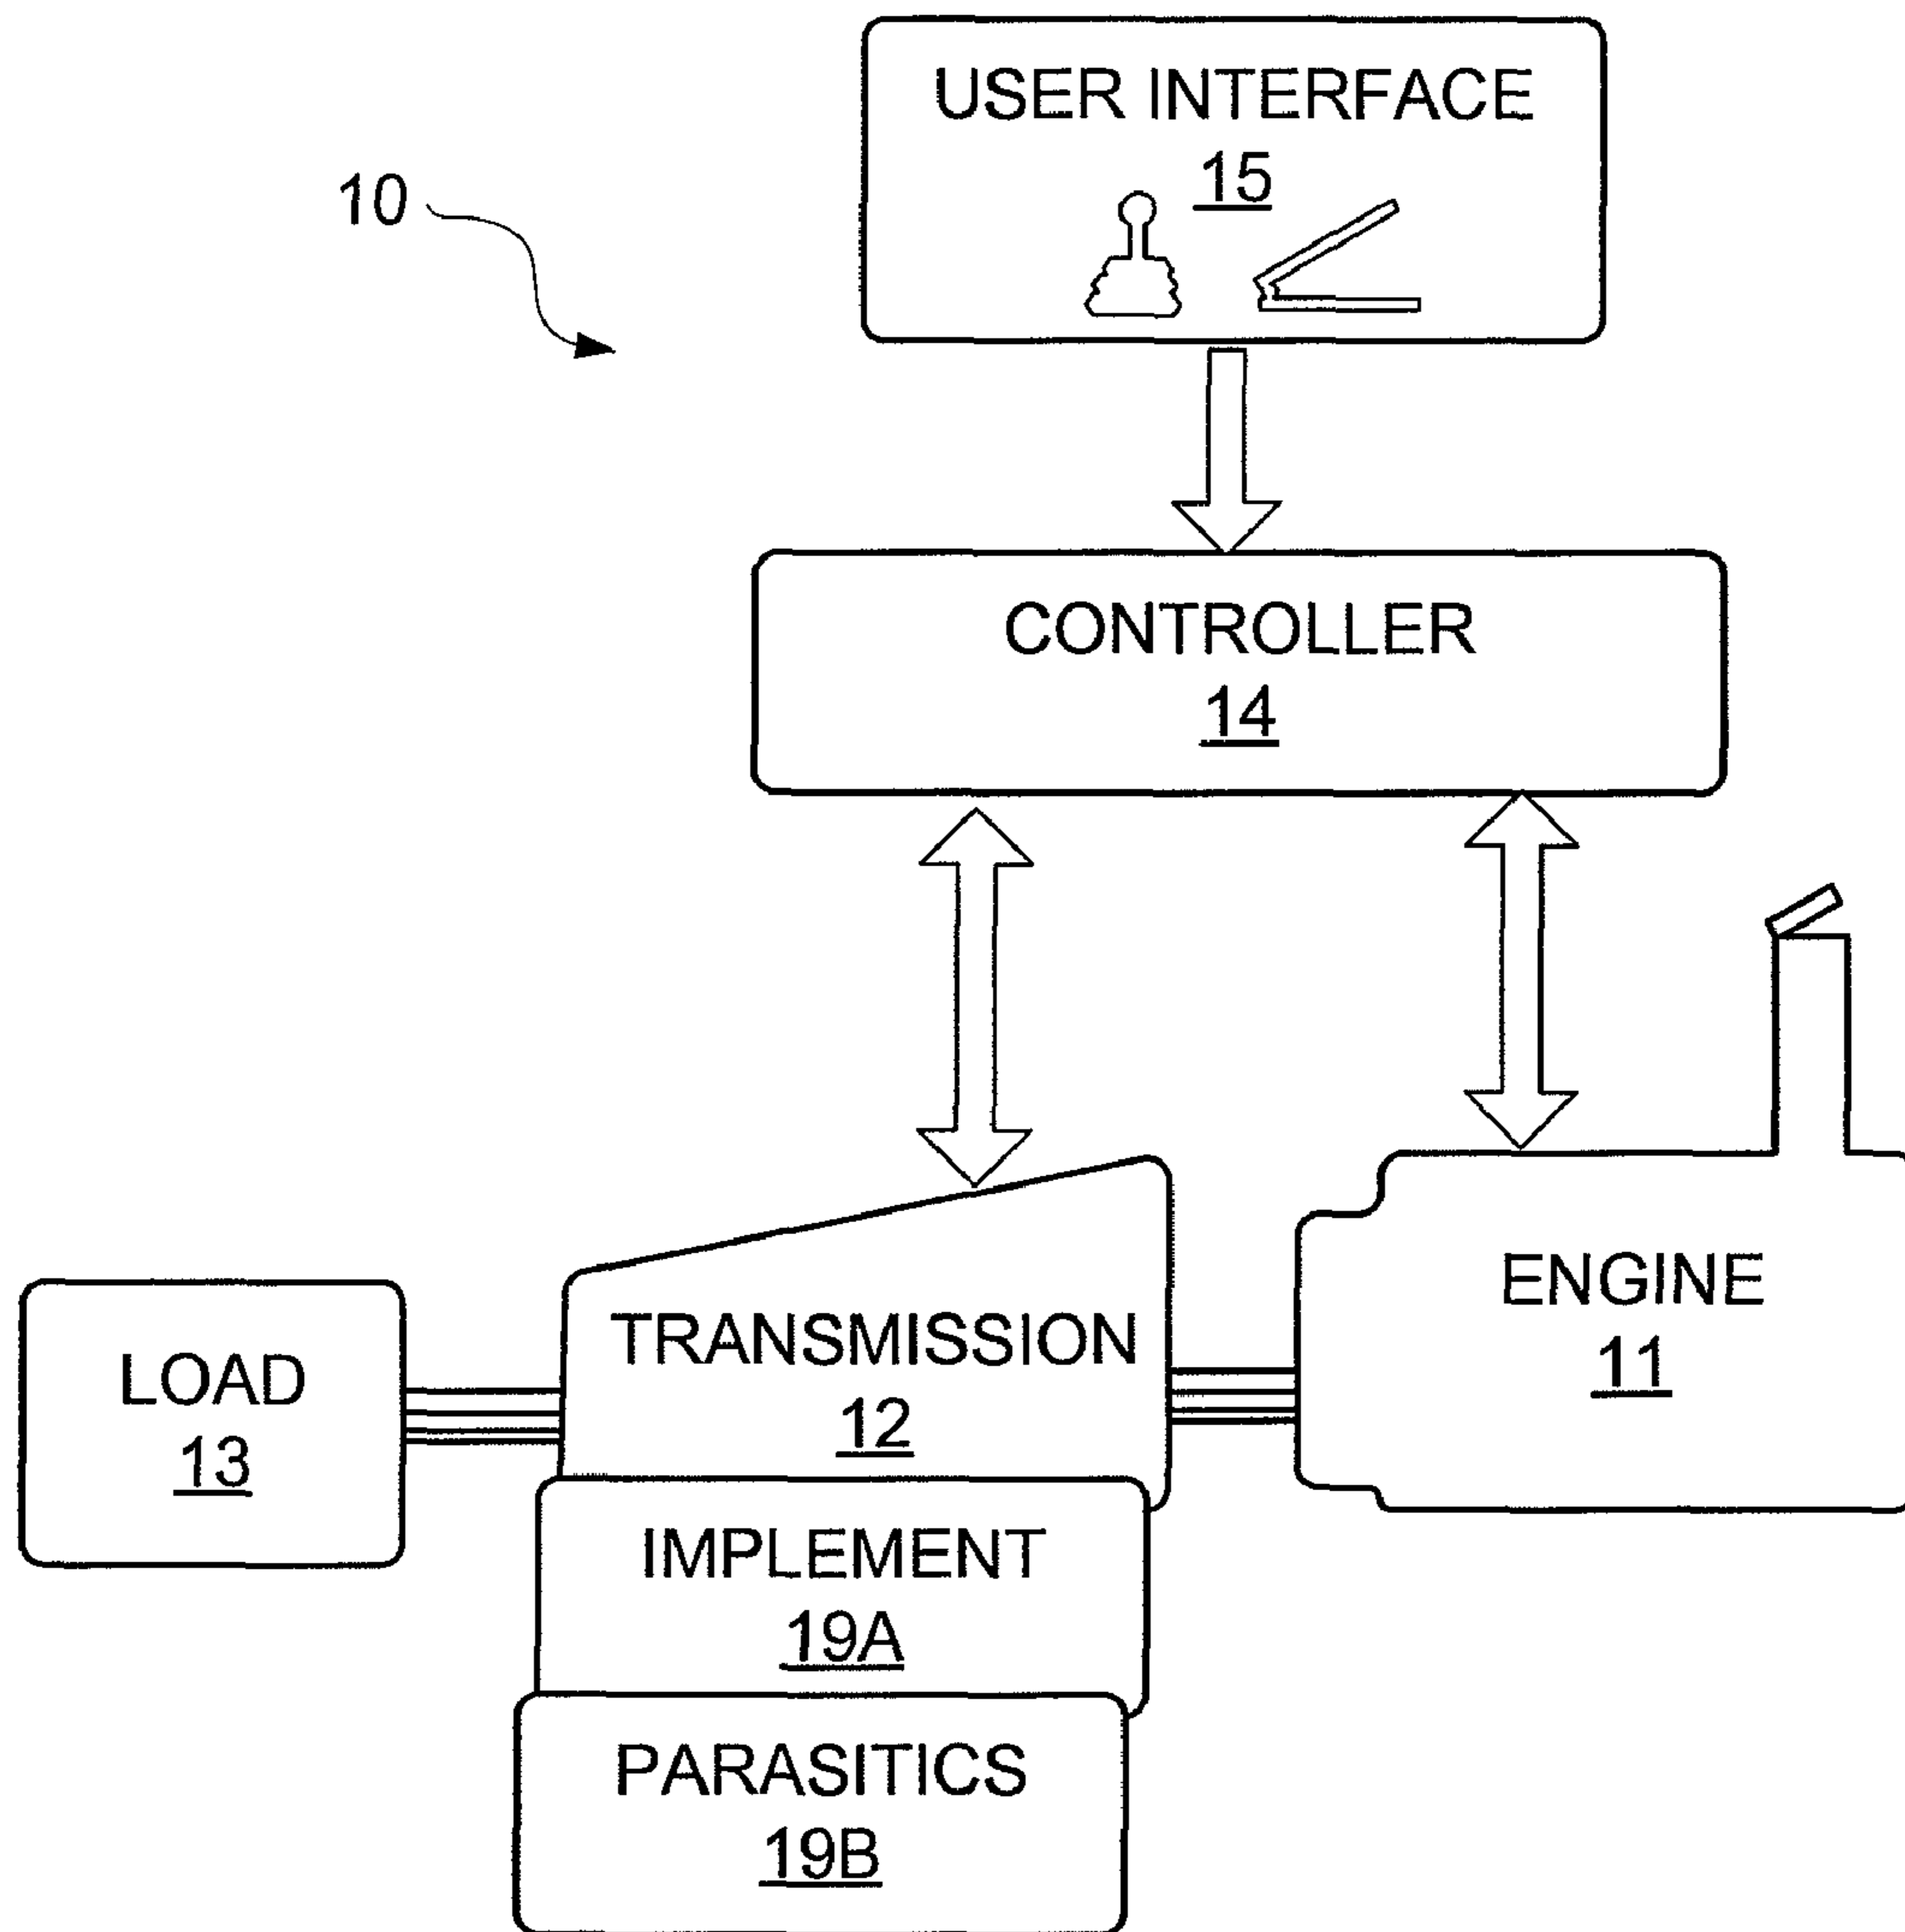 USER INTERFACE
15
10
CONTROLLER
14
ENGINE
11
TRANSMISSION
12
LOAD
13
IMPLEMENT
19A
PARASITICS
19B